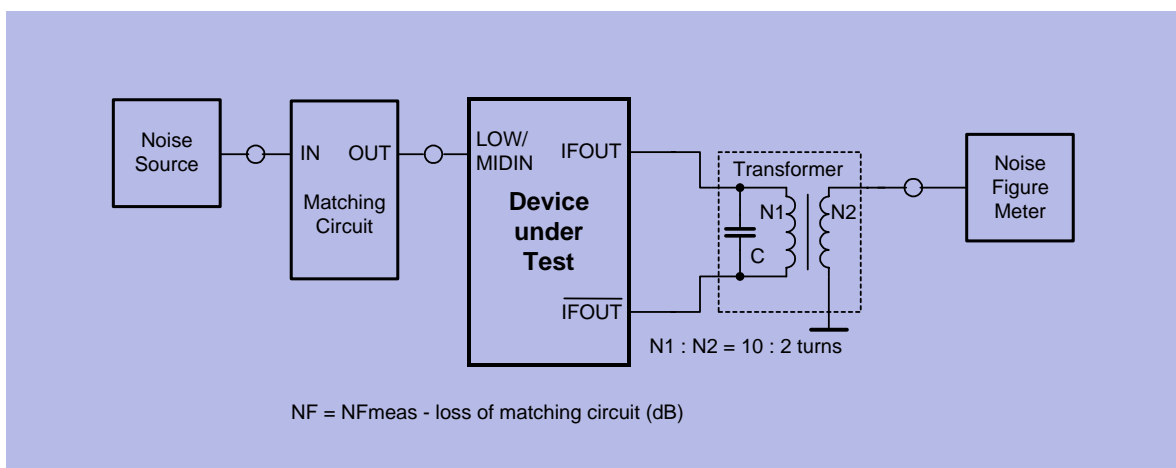 Noise
Source
IN
OUT
Matching
Circuit
LOW/
MIDIN
IFOUT
Device
under
Test
IFOUT
Transformer
N1
N2
C
N1 : N2 = 10 : 2 turns
Noise
Figure
Meter
NF = NFmeas - loss of matching circuit (dB)